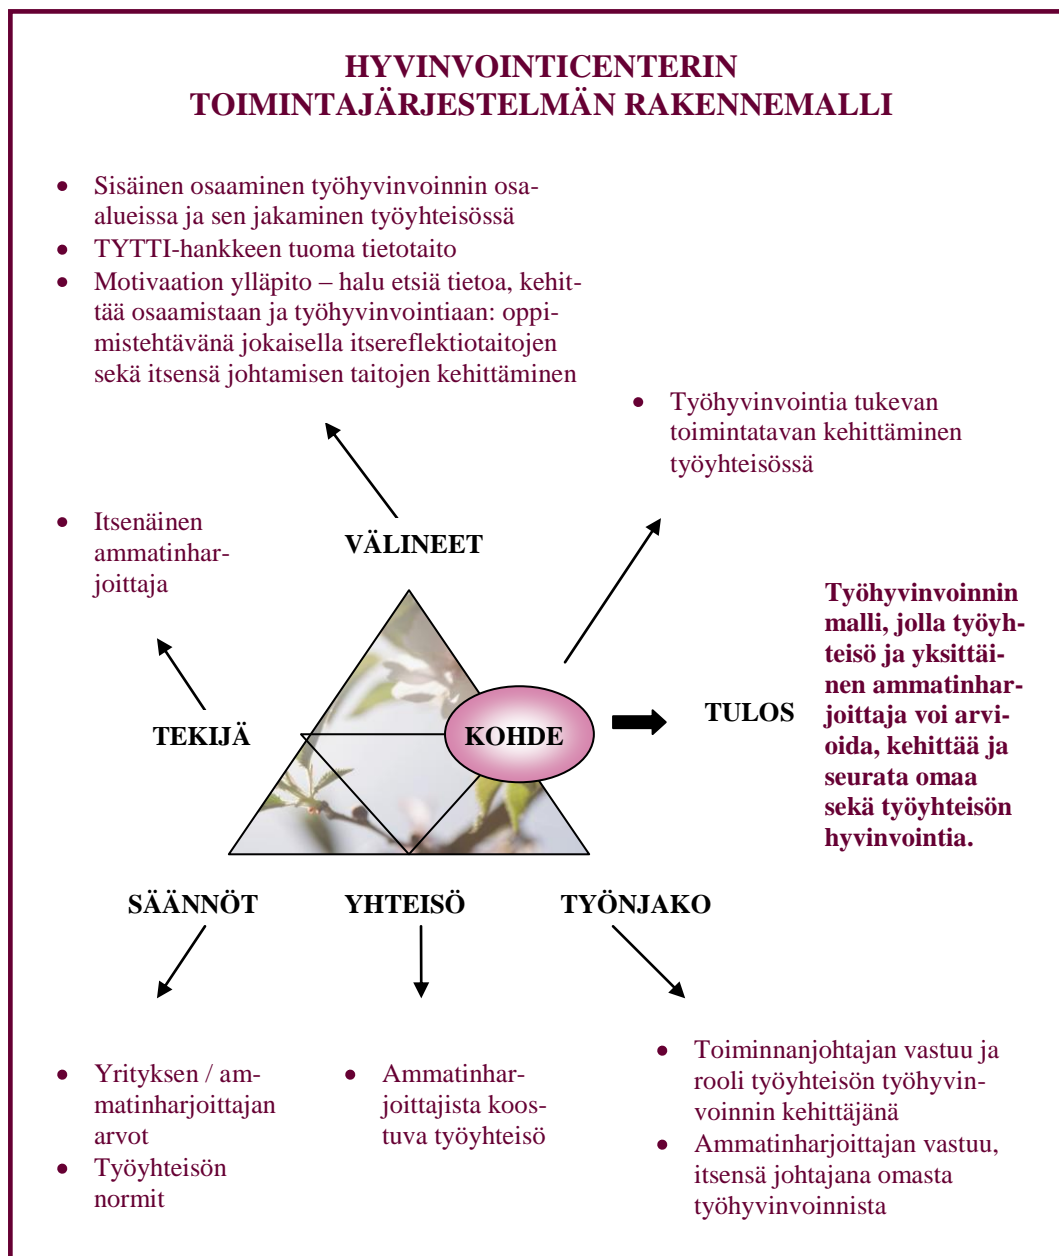 HYVINVOINTICENTERIN
TOIMINTAJÄRJESTELMÄN RAKENNEMALLI
• Sisäinen osaaminen työhyvinvoinnin osa-
alueissa ja sen jakaminen työyhteisössä
• TYTTI-hankkeen tuoma tietotaito
• Motivaation ylläpito – halu etsiä tietoa, kehit-
tää osaamistaan ja työhyvinvointiaan: oppi-
mistehtävänä jokaisella itsereflektiotaitojen
sekä itsensä johtamisen taitojen kehittäminen
• Työhyvinvointia tukevan
toimintatavan kehittäminen
työyhteisössä
• Itsenäinen
ammatinhar-
joittaja
VÄLINEET
TEKIJÄ
KOHDE
TULOS
Työhyvinvoinnin
malli, jolla työyh-
teisö ja yksittäi-
nen ammatinhar-
joittaja voi arvi-
oida, kehittää ja
seurata omaa
sekä työyhteisön
hyvinvointia.
SÄÄNNÖT
YHTEISÖ
TYÖNJAKO
• Yrityksen / am-
matinharjoittajan
arvot
• Työyhteisön
normit
• Ammatinhar-
joittajista koos-
tuva työyhteisö
• Toiminnanjohtajan vastuu ja
rooli työyhteisön työhyvin-
voinnin kehittäjänä
• Ammatinharjoittajan vastuu,
itsensä johtajana omasta
työhyvinvoinnista